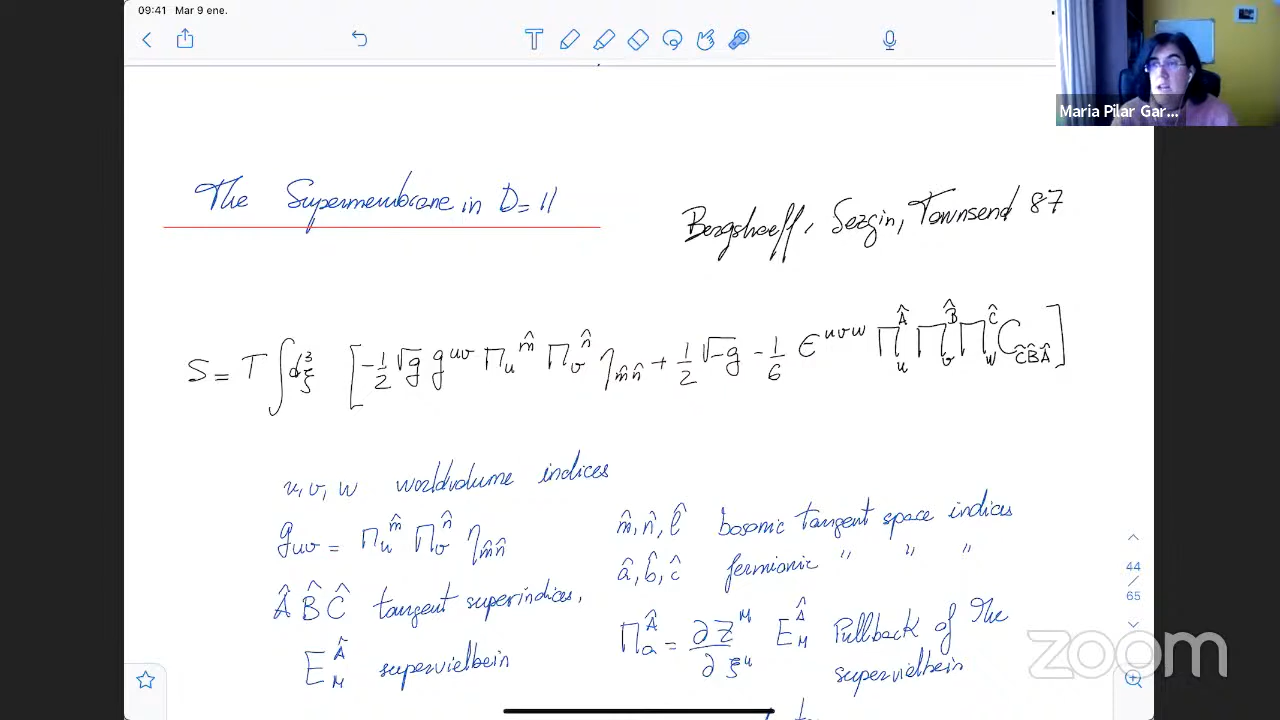 09:41 Mar 9 ene.
Maria Pilar Gar...
The Supermembrane in D=11
Bergshoeff, Sezgin, Townsend 87
S = T ∫ d³ξ [ -1/2 √g g^{uv} Π_u^{m̂} Π_v^{n̂} η_{m̂n̂} + 1/2 √-g - 1/6 ε^{uvw} Π_u^{Â} Π_v^{B̂} Π_w^{Ĉ} C_{ĈB̂Â} ]
u, v, w worldvolume indices
g_{uv} = Π_u^{m̂} Π_v^{n̂} η_{m̂n̂}
m̂, n̂, l̂ bosonic tangent space indices
â, b̂, ĉ fermionic " " "
 B̂ Ĉ tangent superindices,
E_M^{Â} supervielbein
Π_a^{Â} = ∂Z^M / ∂ξ^u E_M^{Â} Pullback of the
supervielbein
44
/
65
zoom